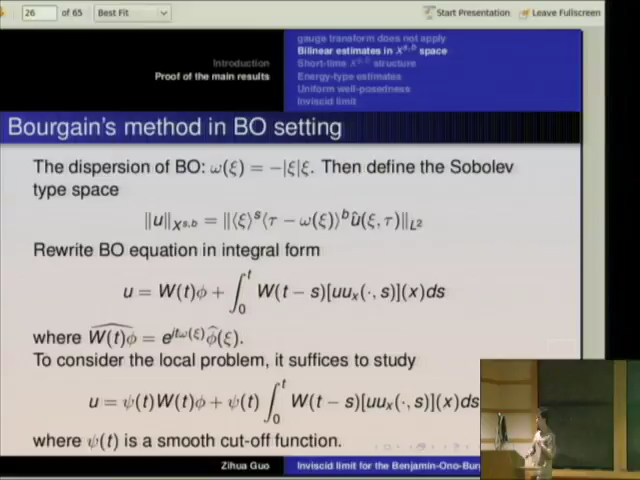 26 of 65 Best Fit Start Presentation Leave Fullscreen
gauge transform does not apply
Introduction Bilinear estimates in X^{s,b} space
Proof of the main results Short-time X^{s,b} structure
Energy-type estimates
Uniform well-posedness
Inviscid limit
Bourgain's method in BO setting
The dispersion of BO: ω(ξ) = −|ξ|ξ. Then define the Sobolev
type space
‖u‖_{X^{s,b}} = ‖⟨ξ⟩^s⟨τ − ω(ξ)⟩^b û(ξ, τ)‖_{L^2}
Rewrite BO equation in integral form
u = W(t)φ + ∫_0^t W(t − s)[uu_x(·, s)](x)ds
where \widehat{W(t)φ} = e^{itω(ξ)}\widehat{φ}(ξ).
To consider the local problem, it suffices to study
u = ψ(t)W(t)φ + ψ(t) ∫_0^t W(t − s)[uu_x(·, s)](x)ds
where ψ(t) is a smooth cut-off function.
Zihua Guo Inviscid limit for the Benjamin-Ono-Bur